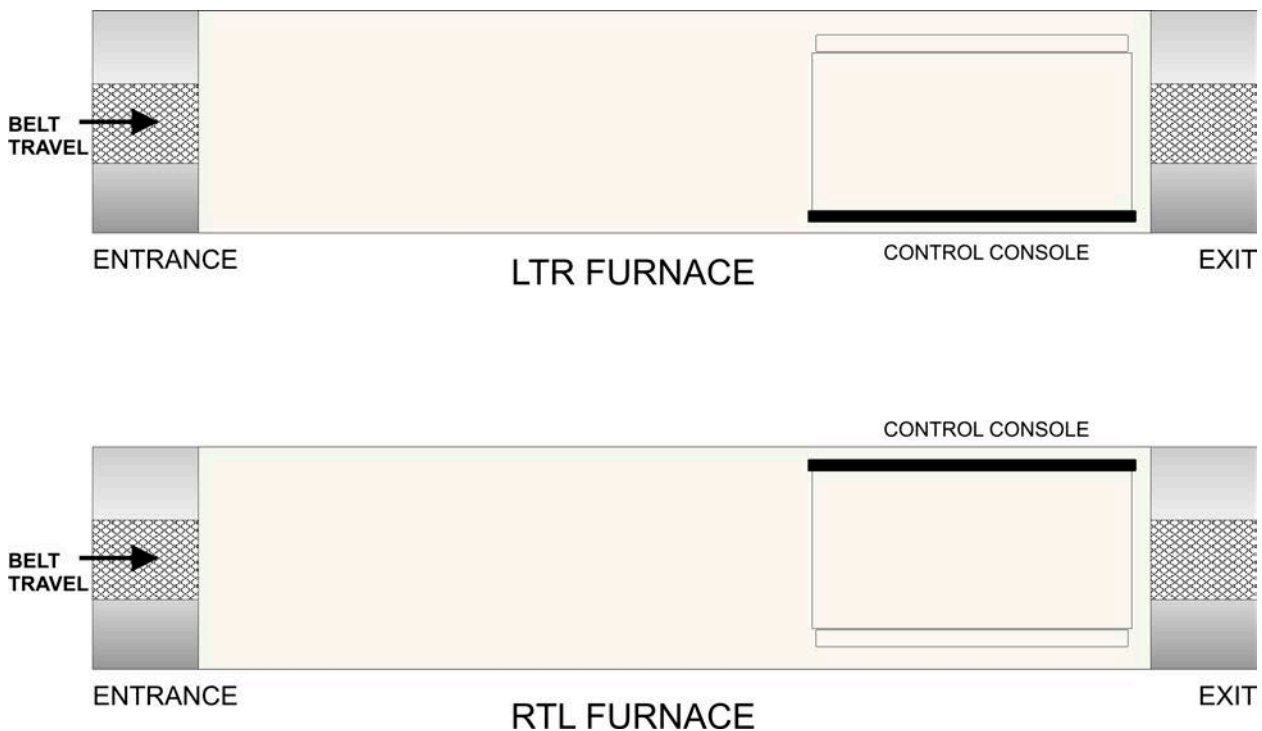 BELT
TRAVEL
ENTRANCE
LTR FURNACE
CONTROL CONSOLE
EXIT
CONTROL CONSOLE
BELT
TRAVEL
ENTRANCE
RTL FURNACE
EXIT